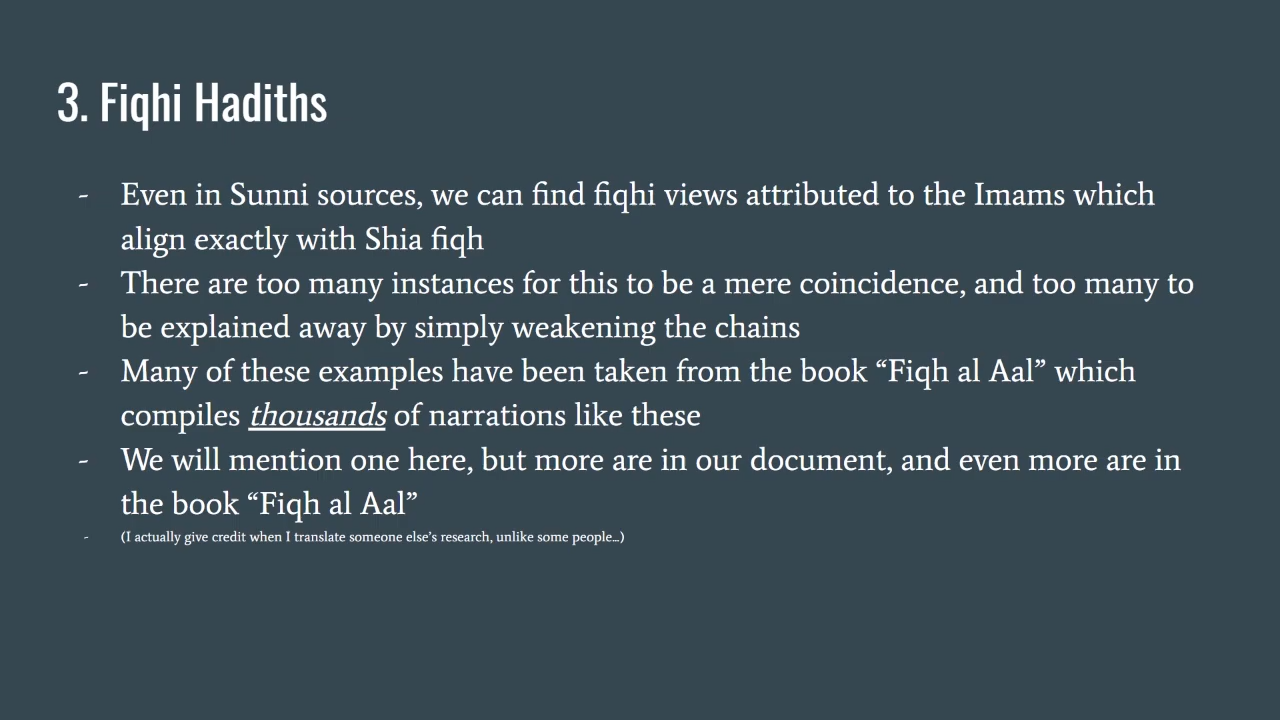 3. Fiqhi Hadiths
- Even in Sunni sources, we can find fiqhi views attributed to the Imams which
align exactly with Shia fiqh
- There are too many instances for this to be a mere coincidence, and too many to
be explained away by simply weakening the chains
- Many of these examples have been taken from the book “Fiqh al Aal” which
compiles thousands of narrations like these
- We will mention one here, but more are in our document, and even more are in
the book “Fiqh al Aal”
- (I actually give credit when I translate someone else’s research, unlike some people…)